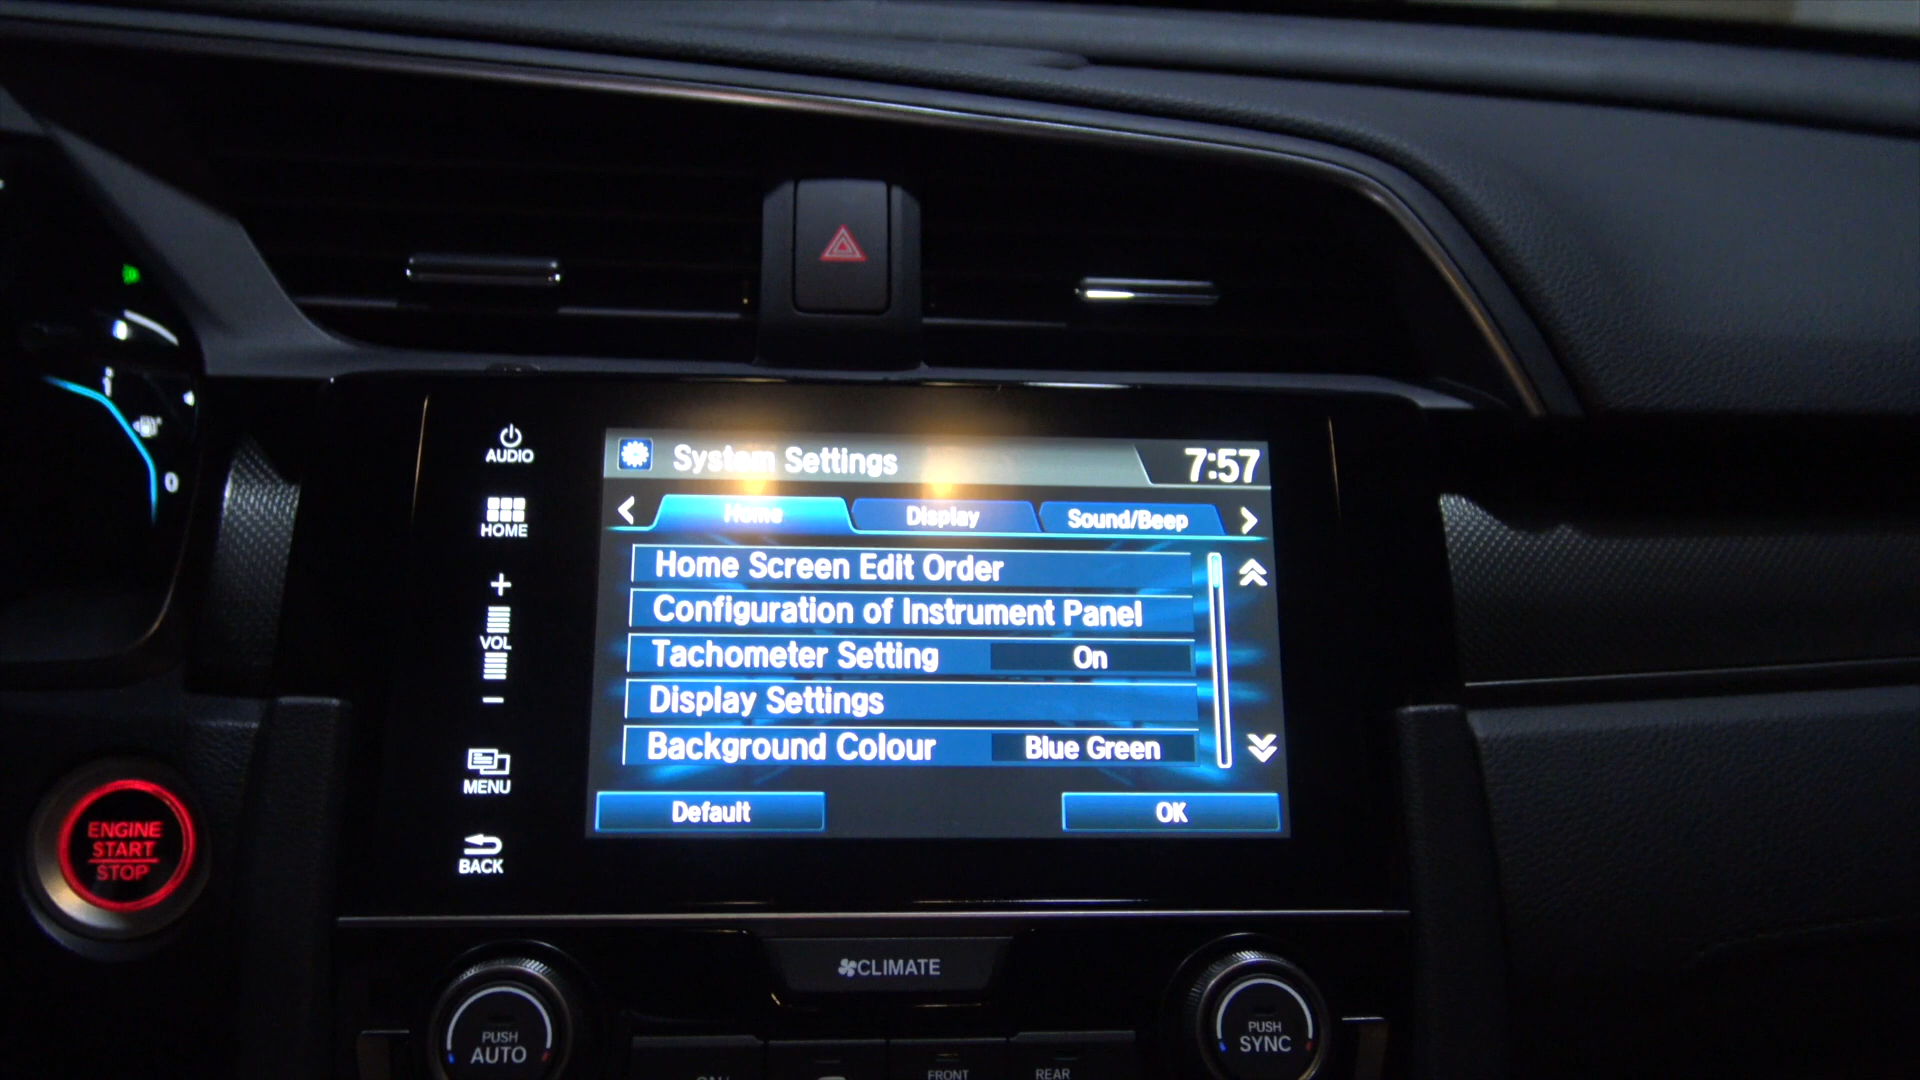 AUDIO
HOME
VOL
MENU
BACK
System Settings
7:57
Home
Display
Sound/Beep
Home Screen Edit Order
Configuration of Instrument Panel
Tachometer Setting
On
Display Settings
Background Colour
Blue Green
Default
OK
0
ENGINE
START
STOP
CLIMATE
PUSH
AUTO
PUSH
SYNC
FRONT
REAR